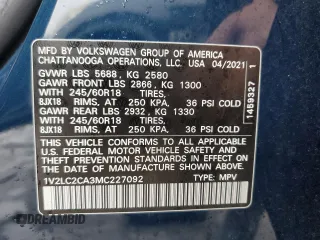 MFD BY VOLKSWAGEN GROUP OF AMERICA
CHATTANOOGA OPERATIONS, LLC. USA 04/2021
GVWR LBS 5688, KG 2580
GAWR FRONT LBS 2866, KG 1300
WITH 245/60R18
8JX18 RIMS, AT 250 KPA. 36 PSI COLD
GAWR REAR LBS 2932, KG 1330
WITH 245/60R18
8JX18 RIMS, AT 250 KPA. 36 PSI COLD
THIS VEHICLE CONFORMS TO ALL APPLICABLE
U.S. FEDERAL MOTOR VEHICLE SAFETY AND
THEFT PREVENTION STANDARDS IN EFFECT ON
THE DATE OF MANUFACTURE SHOWN ABOVE.
1V2LC2CA3MC227092 TYPE: MPV
1459327 1